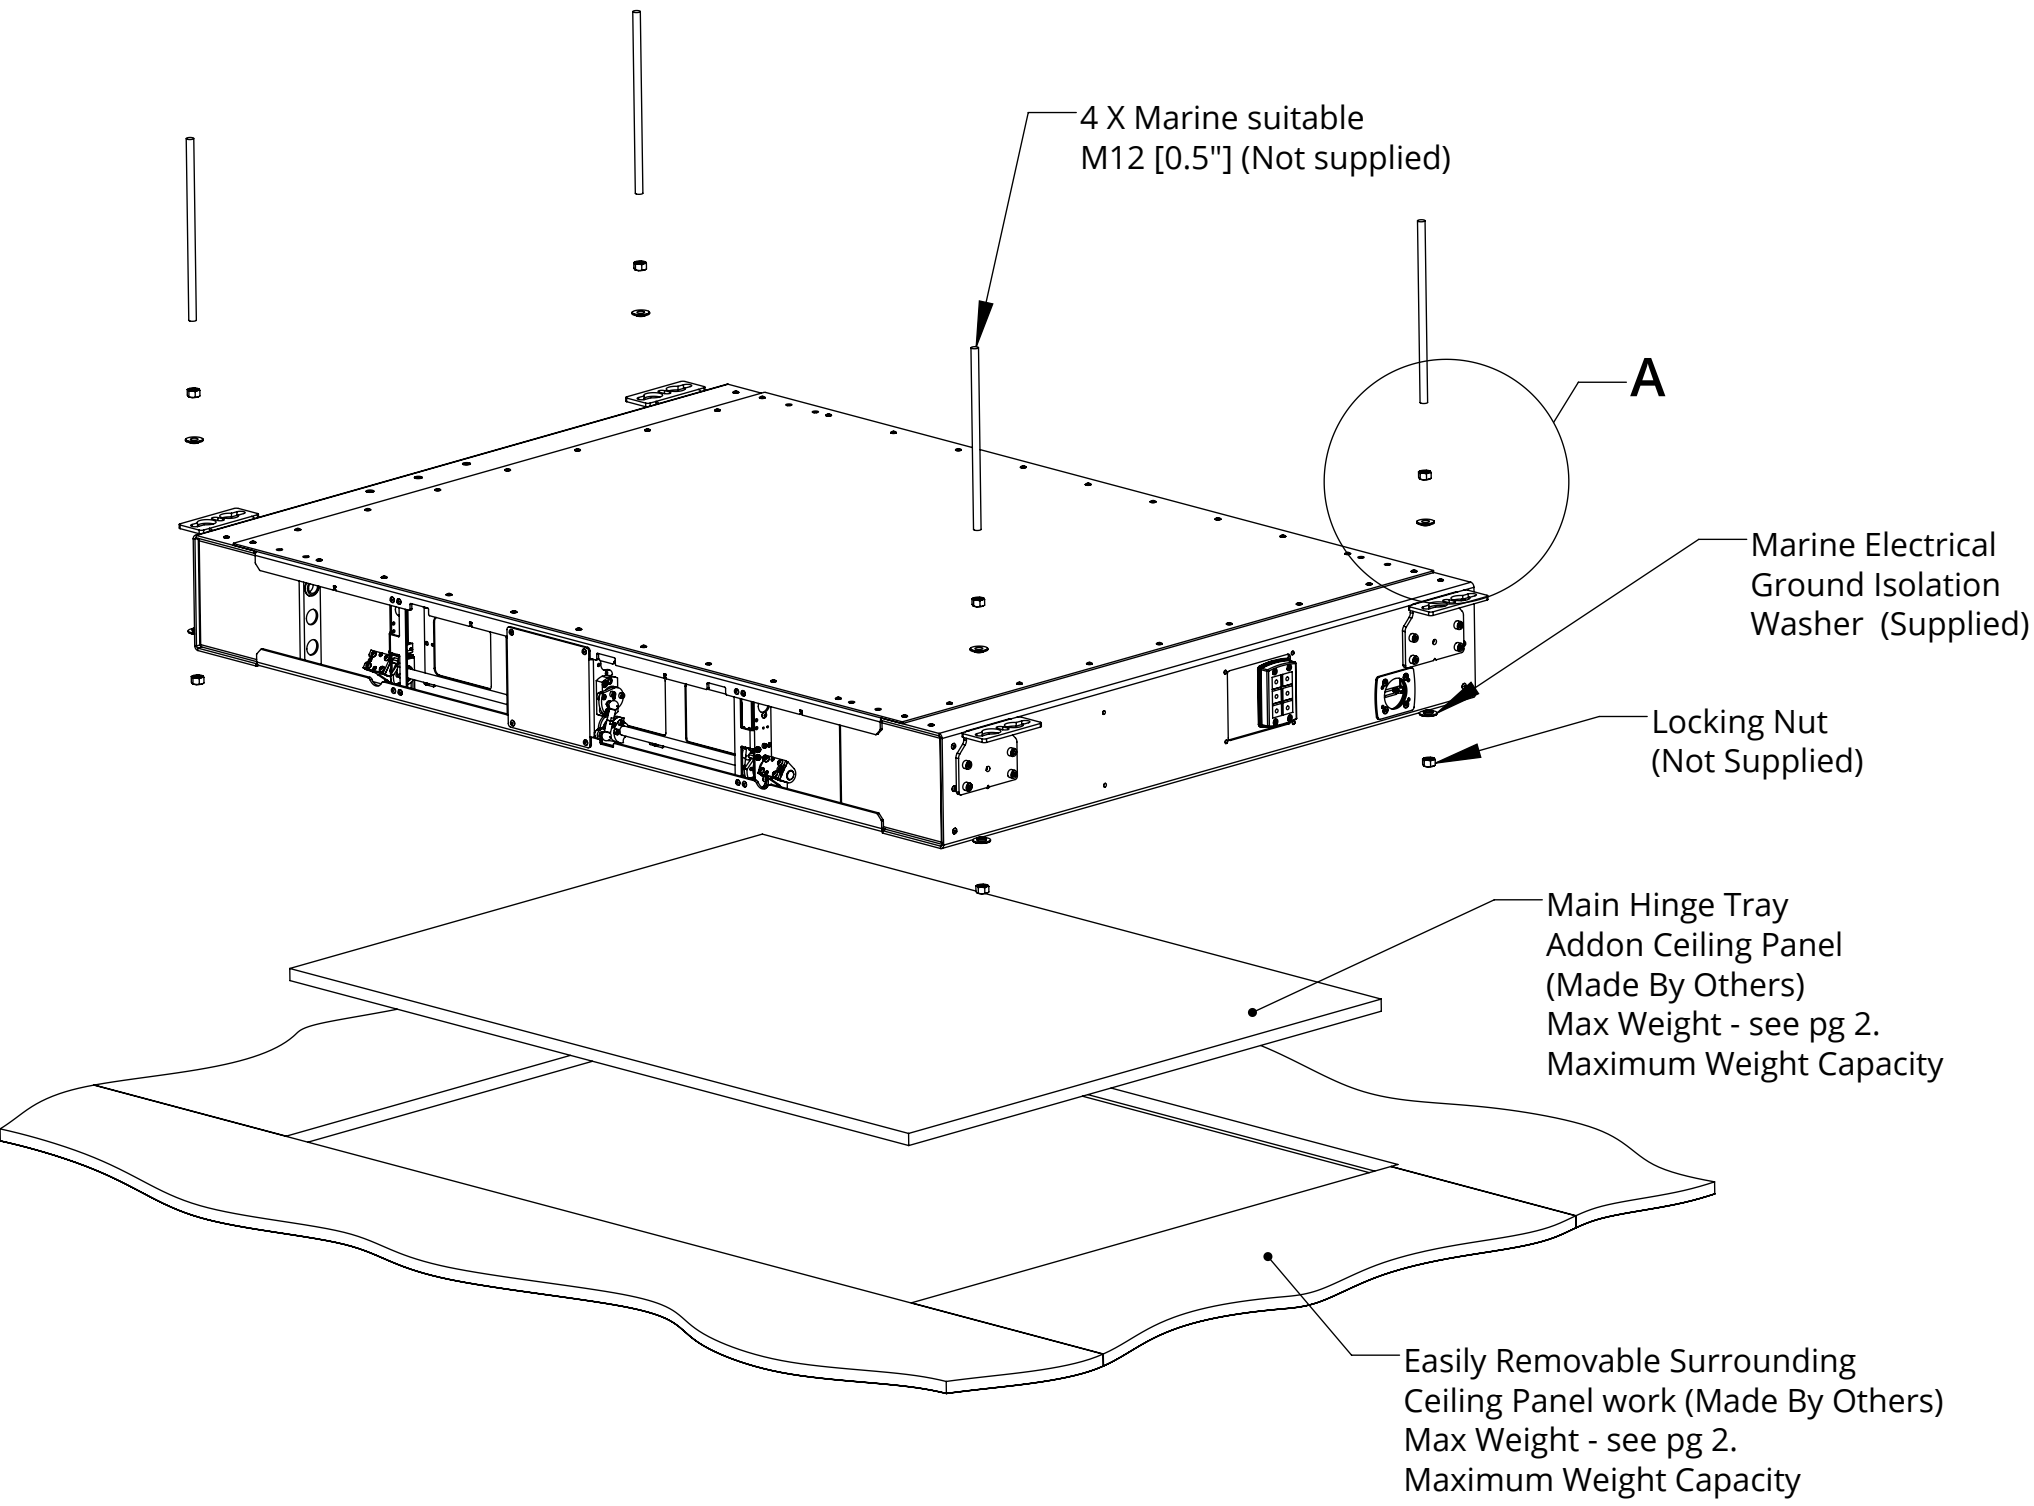 4 X Marine suitable
M12 [0.5"] (Not supplied)
A
Marine Electrical
Ground Isolation
Washer  (Supplied)
Locking Nut
(Not Supplied)
Main Hinge Tray
Addon Ceiling Panel
(Made By Others)
Max Weight - see pg 2.
Maximum Weight Capacity
Easily Removable Surrounding
Ceiling Panel work (Made By Others)
Max Weight - see pg 2.
Maximum Weight Capacity